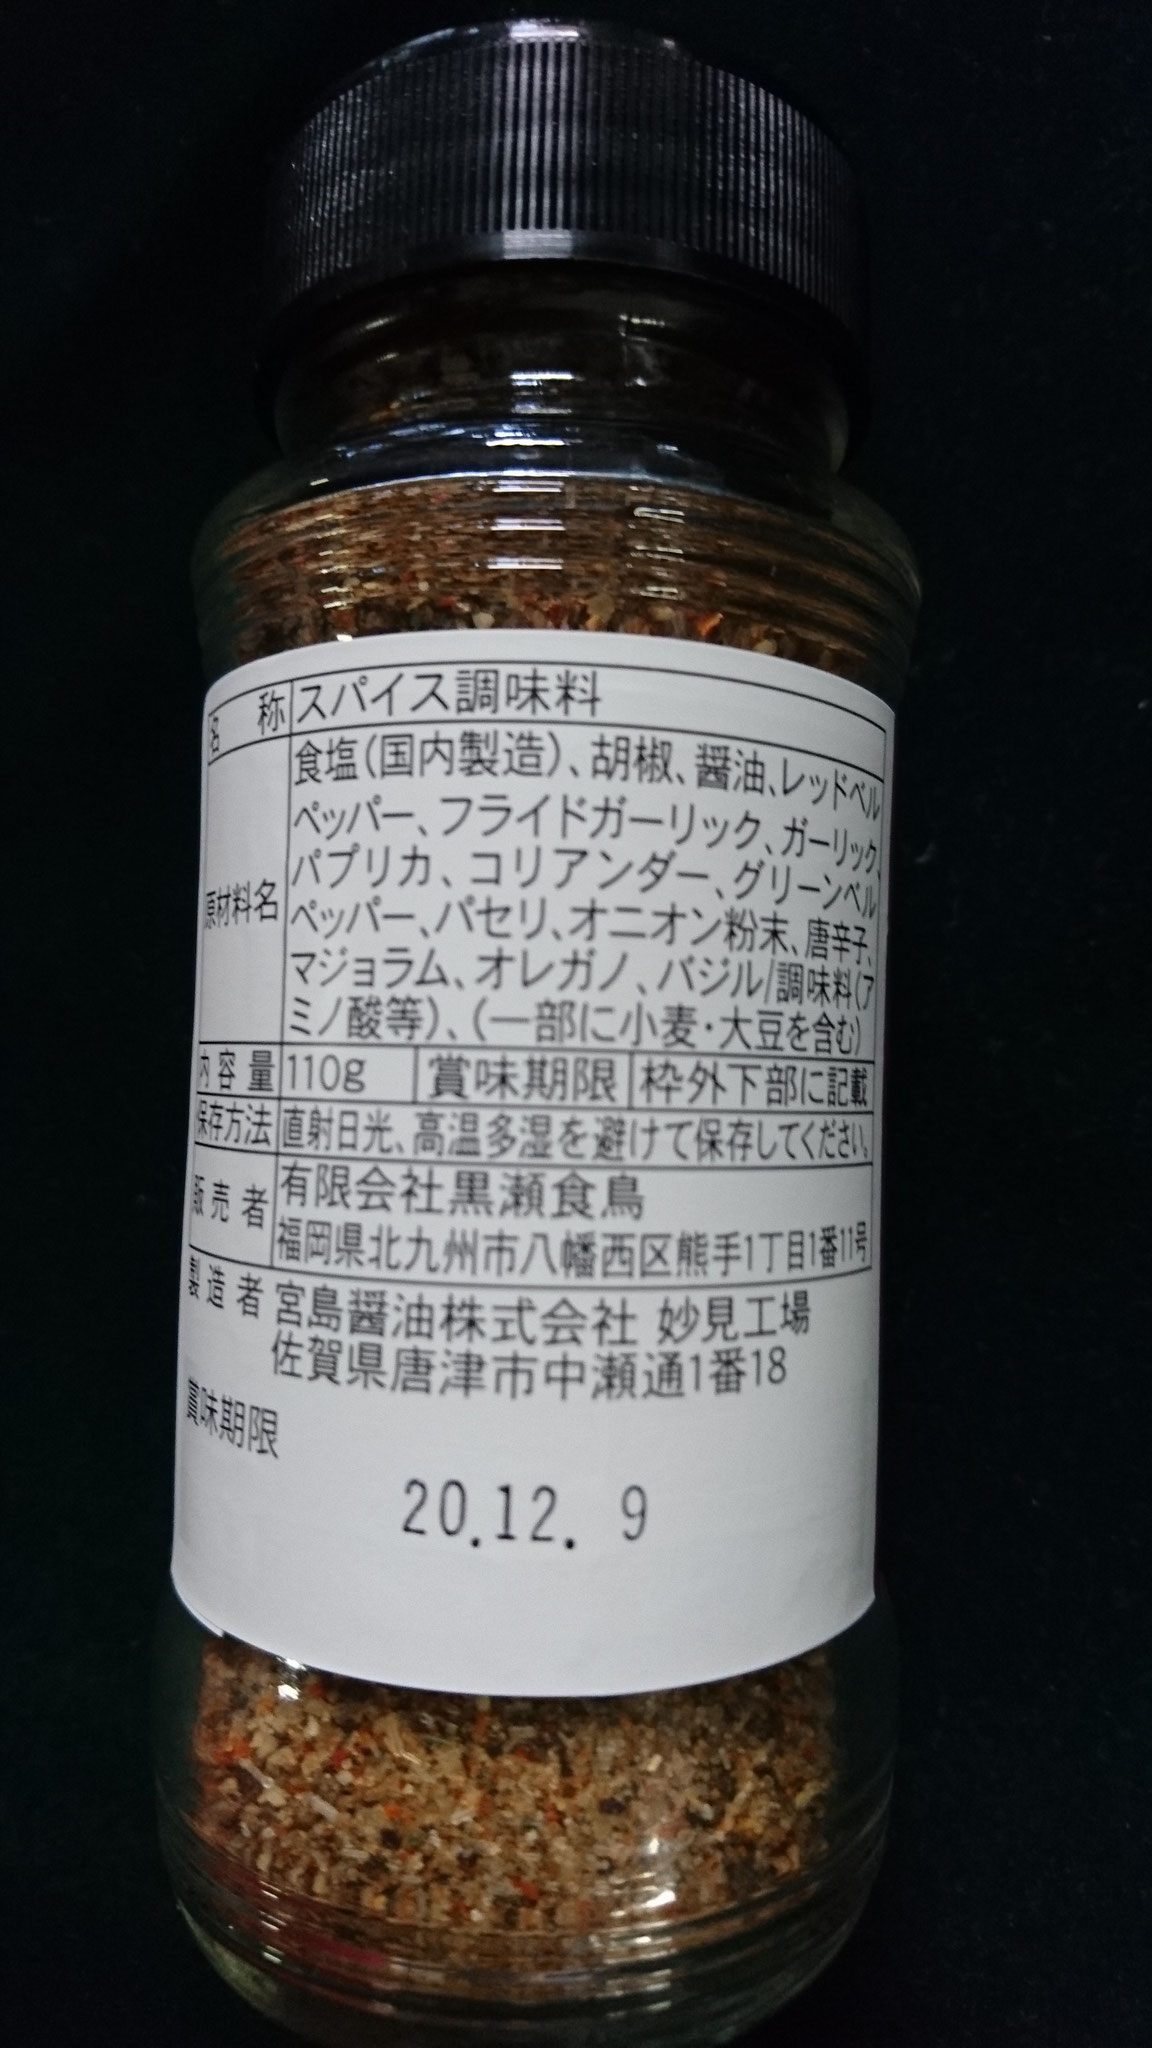 名称 スパイス調味料
原材料名 食塩(国内製造)、胡椒、醤油、レッドベル
ペッパー、フライドガーリック、ガーリック、
パプリカ、コリアンダー、グリーンベル
ペッパー、パセリ、オニオン粉末、唐辛子、
マジョラム、オレガノ、バジル/調味料(ア
ミノ酸等)、(一部に小麦・大豆を含む)
内容量 110g 賞味期限 枠外下部に記載
保存方法 直射日光、高温多湿を避けて保存してください。
販売者 有限会社黒瀬食鳥
福岡県北九州市八幡西区熊手1丁目1番11号
製造者 宮島醤油株式会社 妙見工場
佐賀県唐津市中瀬通1番18
賞味期限
20.12. 9